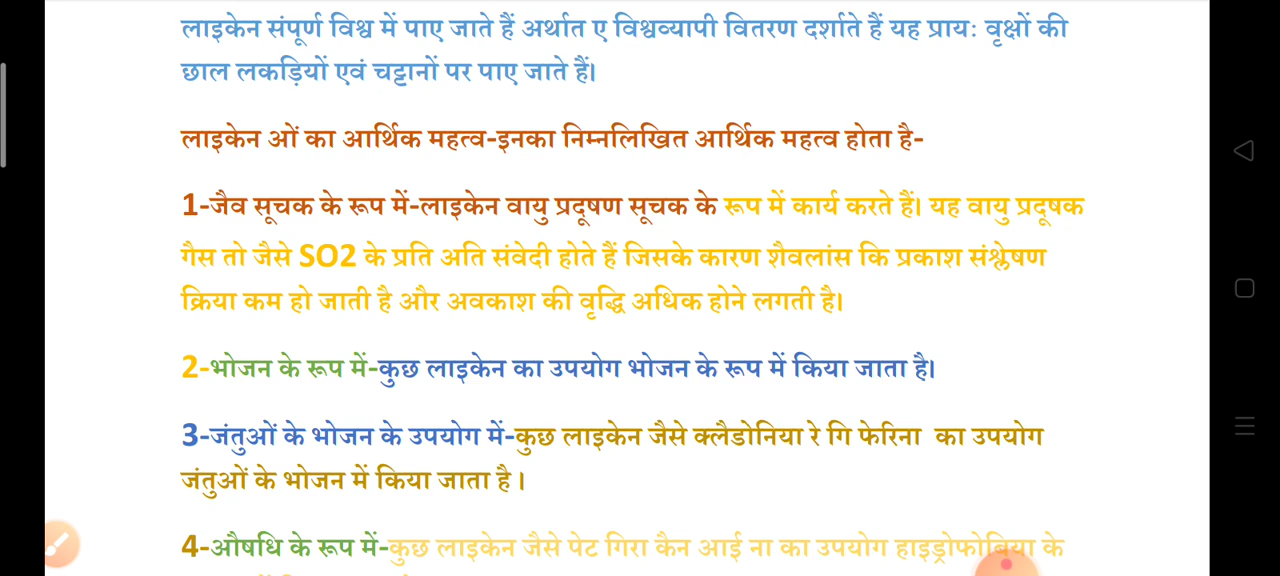 लाइकेन संपूर्ण विश्व में पाए जाते हैं अर्थात ए विश्वव्यापी वितरण दर्शाते हैं यह प्रायः वृक्षों की
छाल लकड़ियों एवं चट्टानों पर पाए जाते हैं।
लाइकेन ओं का आर्थिक महत्व-इनका निम्नलिखित आर्थिक महत्व होता है-
1-जैव सूचक के रूप में-लाइकेन वायु प्रदूषण सूचक के रूप में कार्य करते हैं। यह वायु प्रदूषक
गैस तो जैसे SO2 के प्रति अति संवेदी होते हैं जिसके कारण शैवलांस कि प्रकाश संश्लेषण
क्रिया कम हो जाती है और अवकाश की वृद्धि अधिक होने लगती है।
2-भोजन के रूप में-कुछ लाइकेन का उपयोग भोजन के रूप में किया जाता है।
3-जंतुओं के भोजन के उपयोग में-कुछ लाइकेन जैसे क्लैडोनिया रे गि फेरिना का उपयोग
जंतुओं के भोजन में किया जाता है ।
4-औषधि के रूप में-कुछ लाइकेन जैसे पेट गिरा कैन आई ना का उपयोग हाइड्रोफोबिया के